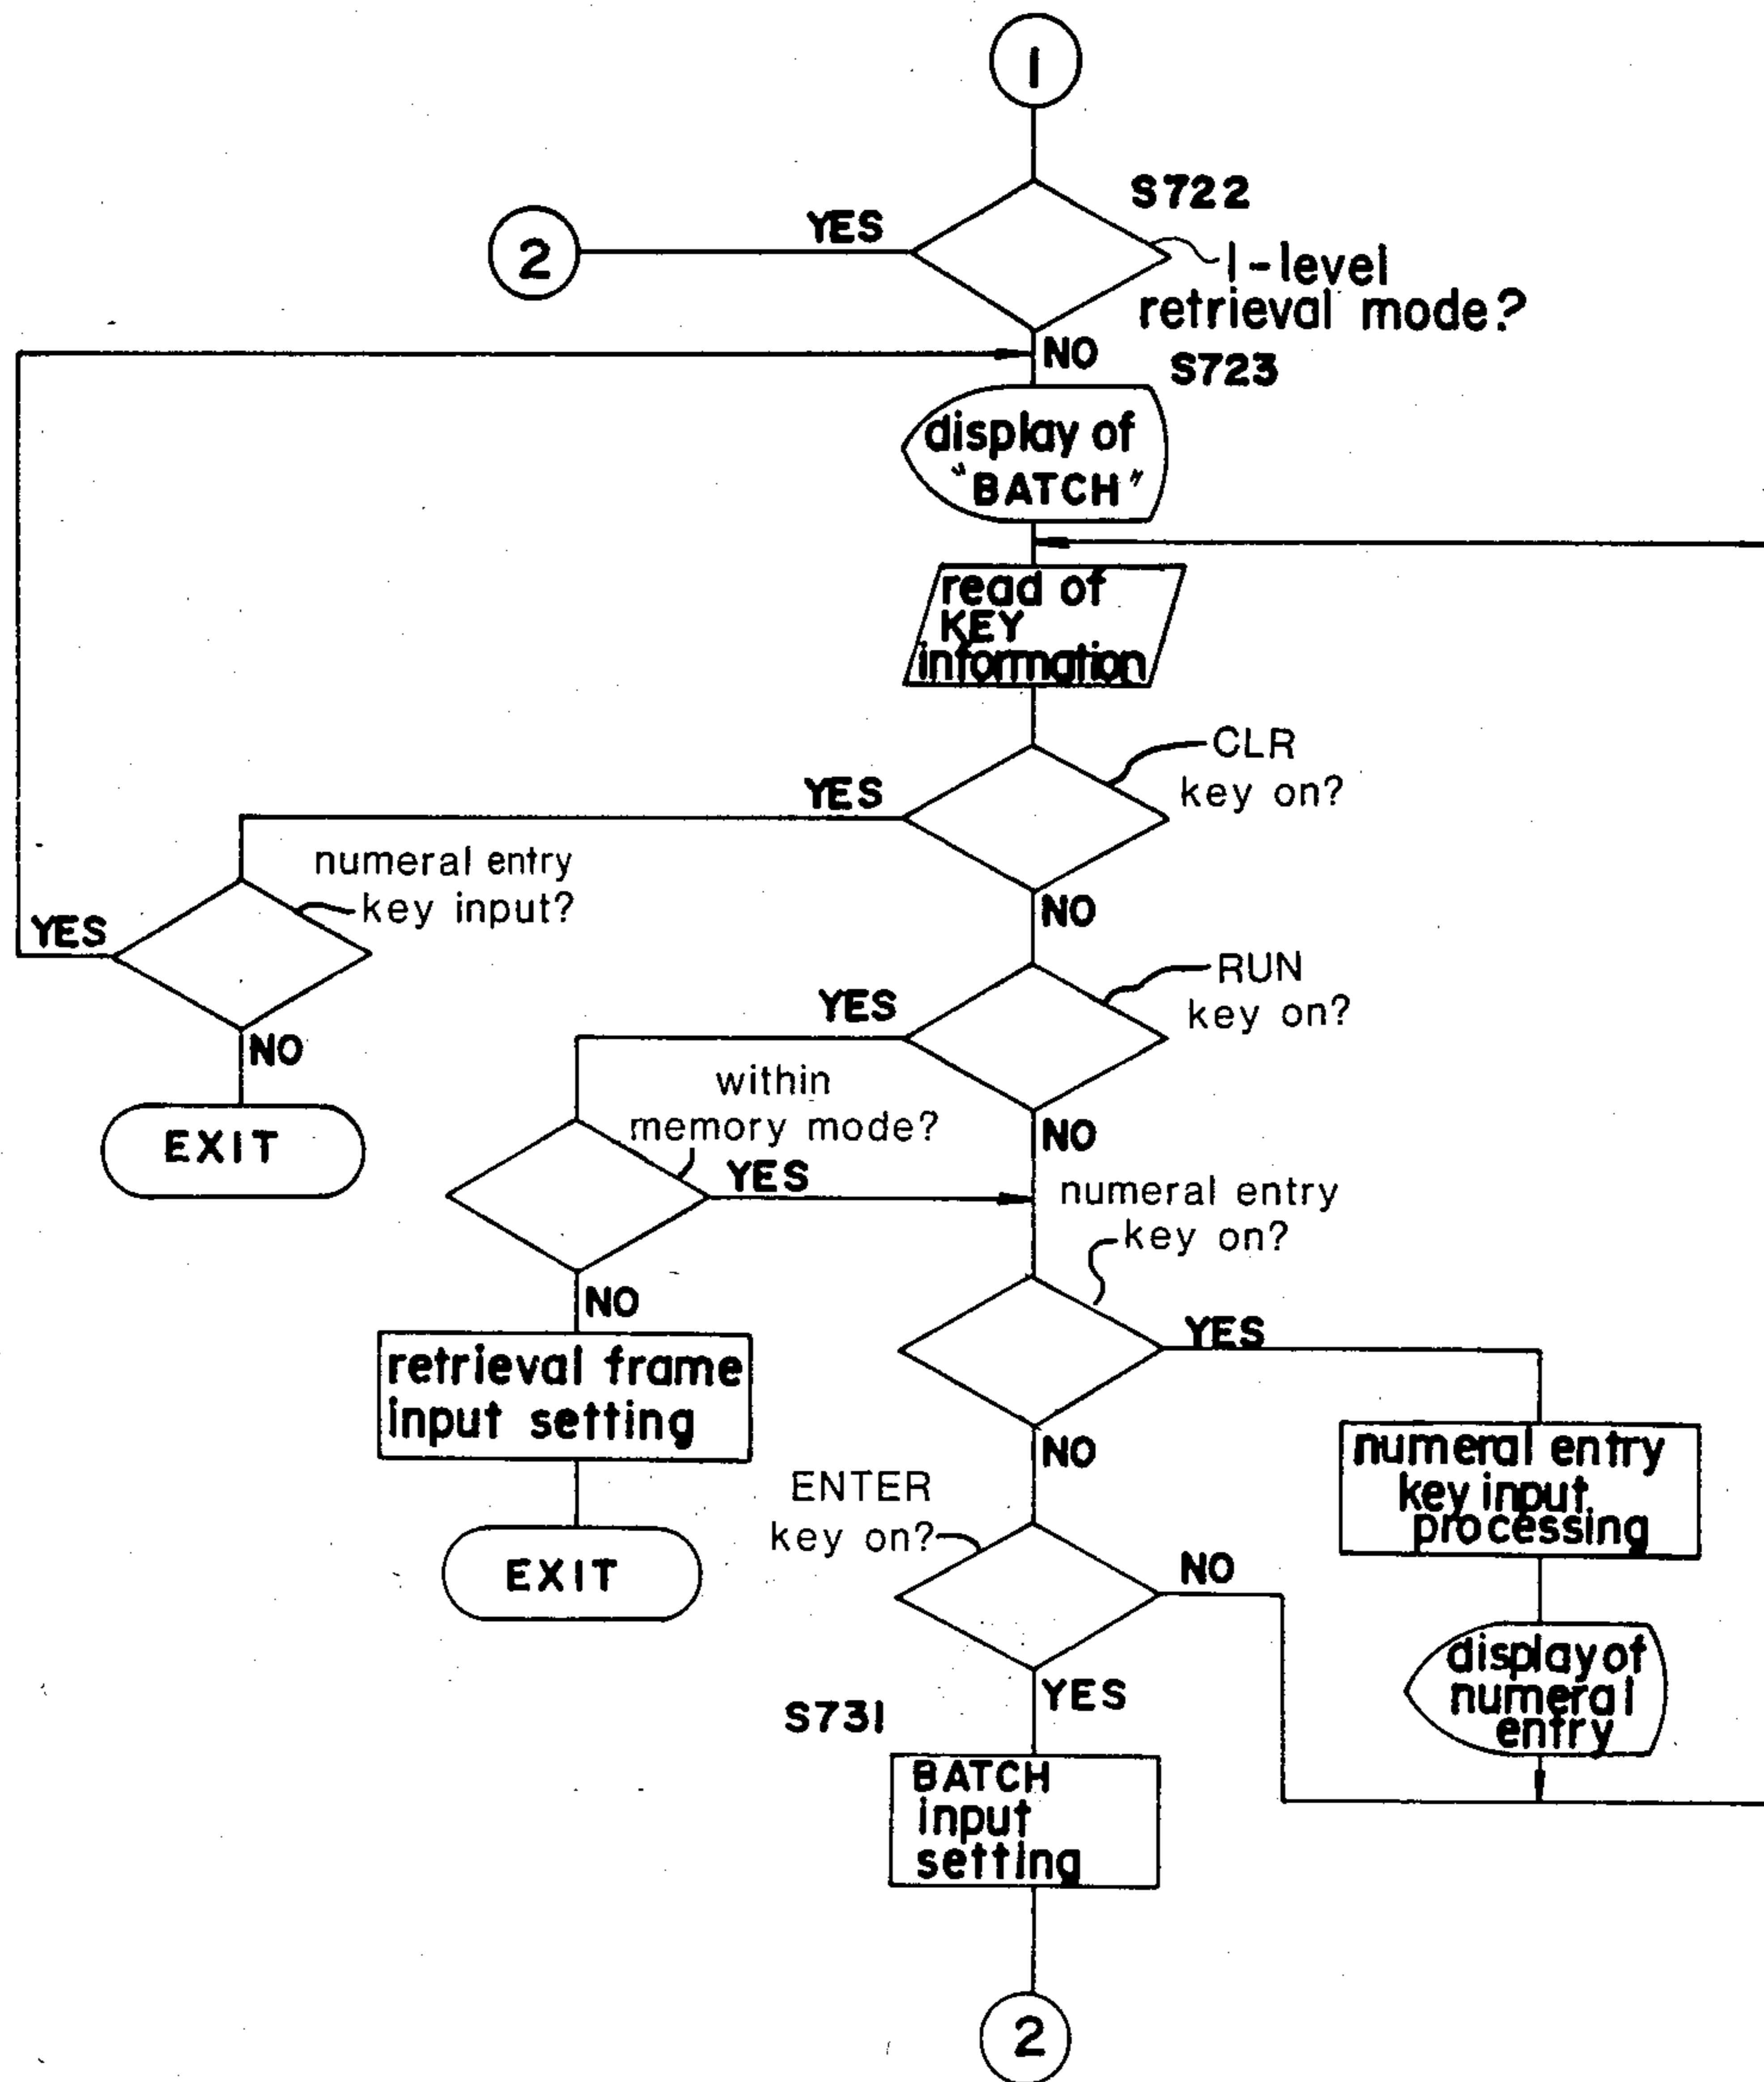 1
S722
2
YES
1-level
retrieval mode?
NO
S723
display of
"BATCH"
read of
KEY
information
CLR
key on?
YES
numeral entry
key input?
YES
NO
NO
RUN
key on?
YES
EXIT
within
memory mode?
YES
NO
numeral entry
key on?
NO
YES
retrieval frame
input setting
NO
numeral entry
key input
processing
ENTER
key on?
NO
EXIT
display of
numeral
entry
YES
S731
BATCH
input
setting
2